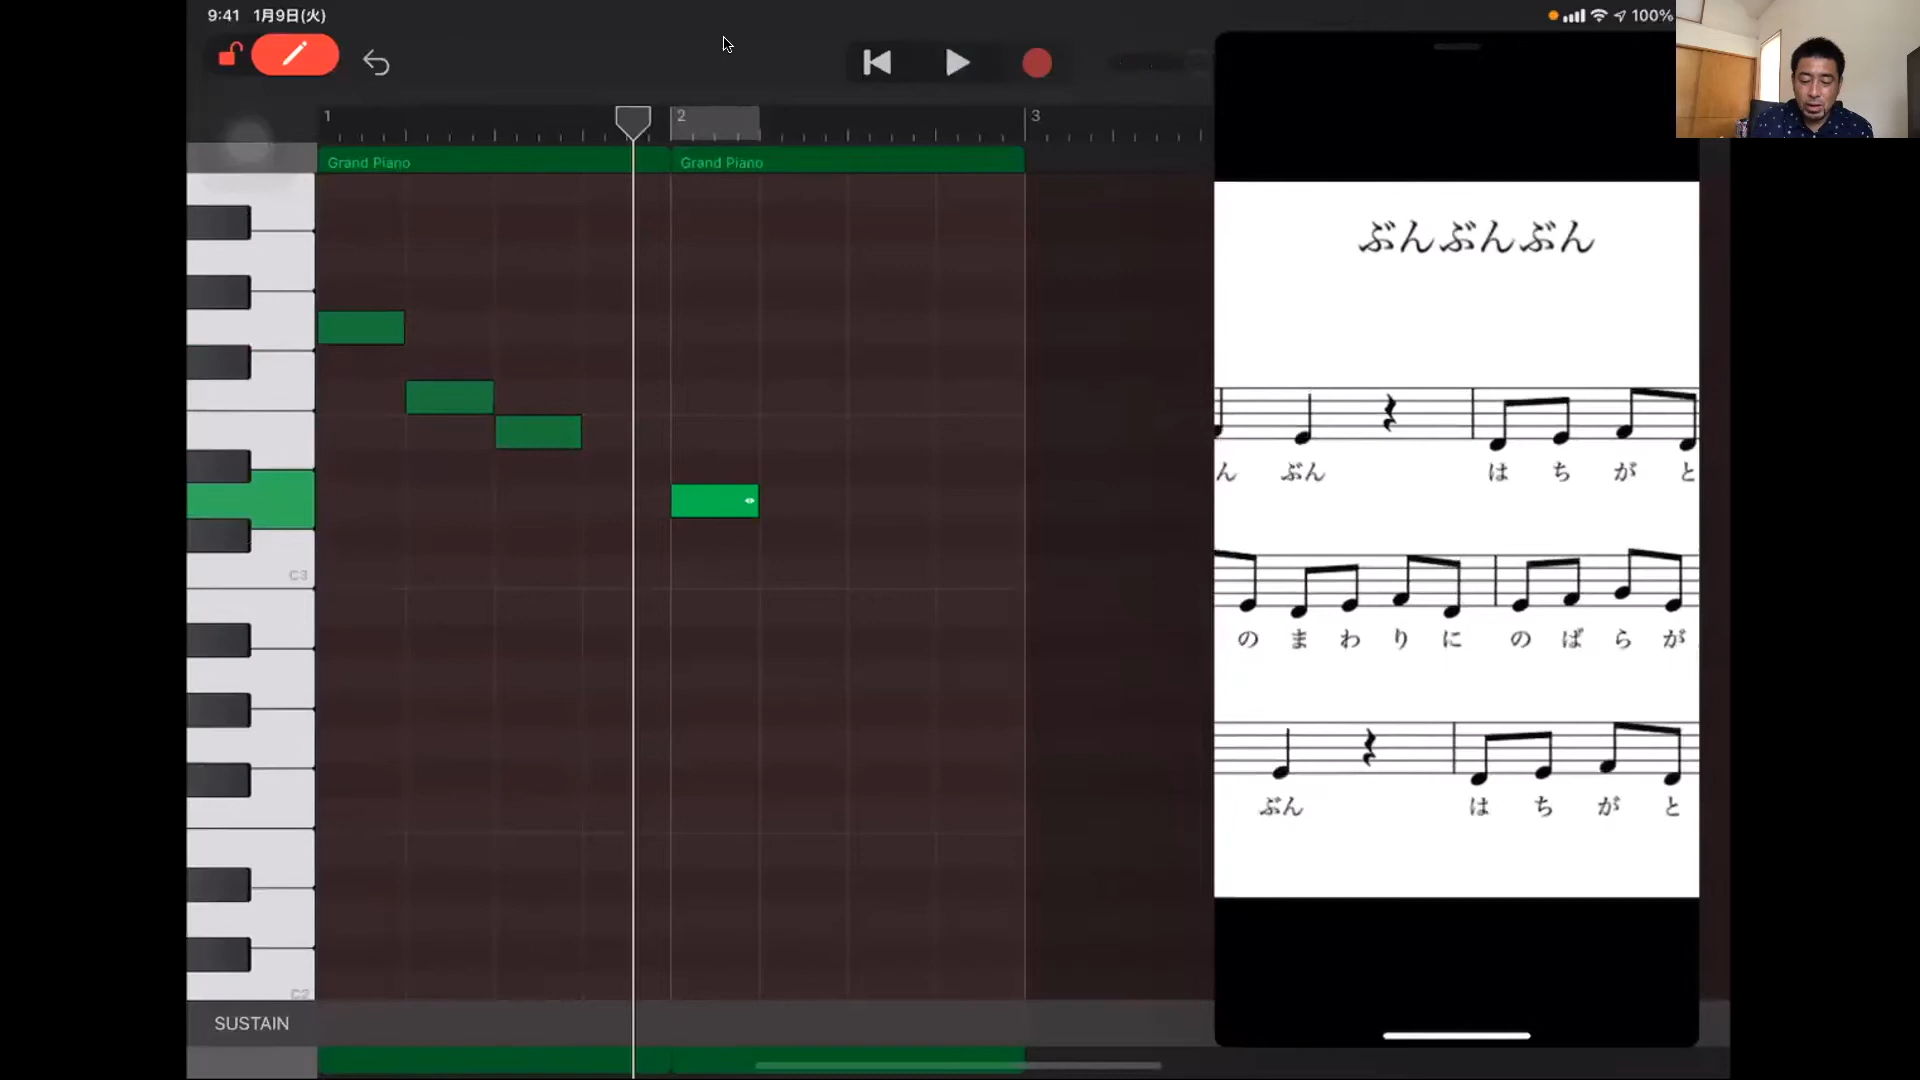 9:41 1月9日(火)
100%
1
2
3
Grand Piano
Grand Piano
C3
C2
SUSTAIN
ぶんぶんぶん
ん ぶん は ち が と
の ま わ り に の ば ら が
ぶん は ち が と